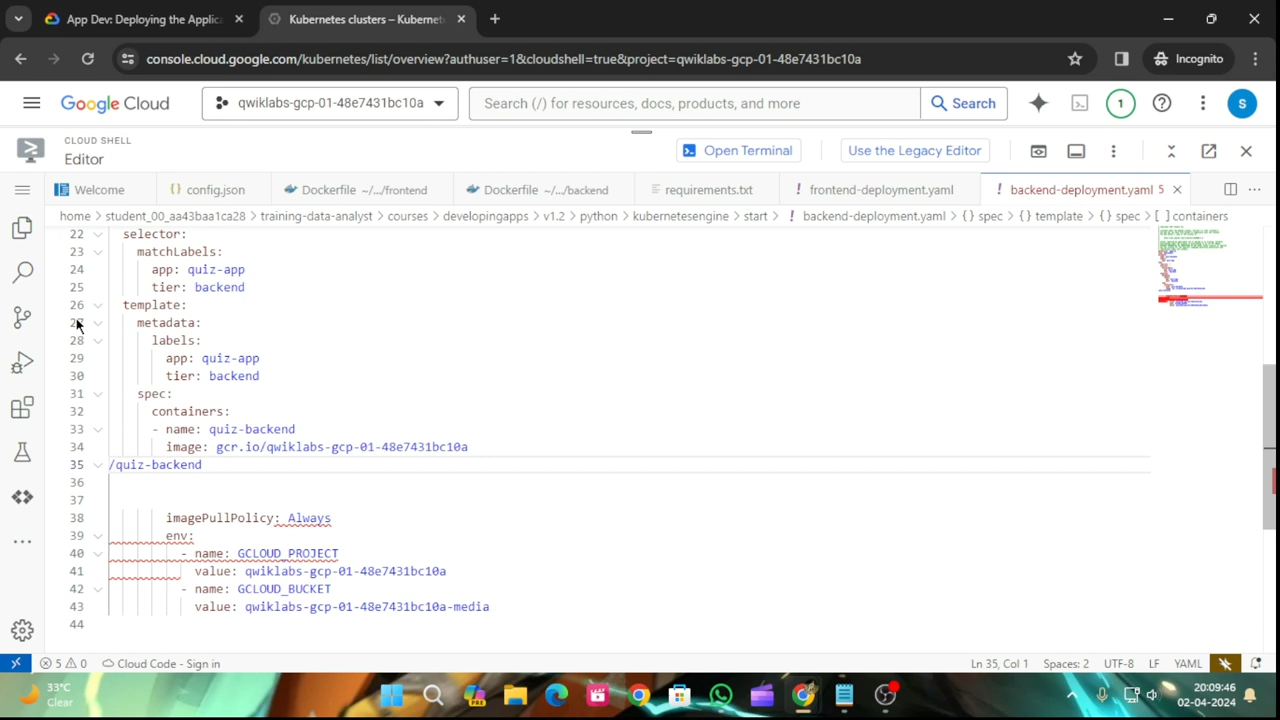 App Dev: Deploying the Applica
Kubernetes clusters – Kubernet
console.cloud.google.com/kubernetes/list/overview?authuser=1&cloudshell=true&project=qwiklabs-gcp-01-48e7431bc10a
Incognito
Google Cloud
qwiklabs-gcp-01-48e7431bc10a
Search (/) for resources, docs, products, and more
Search
1
S
CLOUD SHELL
Editor
Open Terminal
Use the Legacy Editor
Welcome
config.json
Dockerfile ~/.../frontend
Dockerfile ~/.../backend
requirements.txt
! frontend-deployment.yaml
! backend-deployment.yaml 5
home > student_00_aa43baa1ca28 > training-data-analyst > courses > developingapps > v1.2 > python > kubernetesengine > start > ! backend-deployment.yaml > {} spec > {} template > {} spec > [ ] containers
22 selector:
23 matchLabels:
24 app: quiz-app
25 tier: backend
26 template:
27 metadata:
28 labels:
29 app: quiz-app
30 tier: backend
31 spec:
32 containers:
33 - name: quiz-backend
34 image: gcr.io/qwiklabs-gcp-01-48e7431bc10a
35 /quiz-backend
36
37
38 imagePullPolicy: Always
39 env:
40 - name: GCLOUD_PROJECT
41 value: qwiklabs-gcp-01-48e7431bc10a
42 - name: GCLOUD_BUCKET
43 value: qwiklabs-gcp-01-48e7431bc10a-media
44
5 0 Cloud Code - Sign in
Ln 35, Col 1
Spaces: 2
UTF-8
LF
YAML
33°C
Clear
PRE
20:09:46
02-04-2024